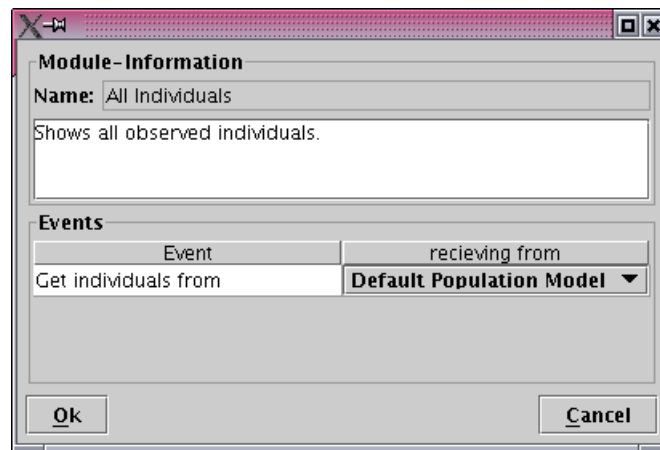 Module-Information
Name: All Individuals
Shows all observed individuals.
Events
Event recieving from
Get individuals from Default Population Model
Ok Cancel